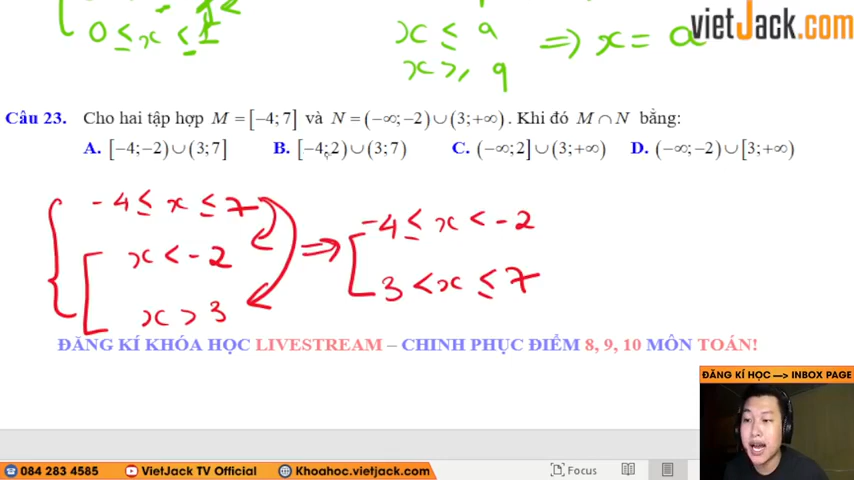 0 ≤ x ≤ 1
x ≤ a
x ≥ a
⇒ x = a
vietJack.com
Câu 23. Cho hai tập hợp M = [−4;7] và N = (−∞;−2)∪(3;+∞). Khi đó M ∩ N bằng:
A. [−4;−2)∪(3;7] B. [−4;2)∪(3;7) C. (−∞;2]∪(3;+∞) D. (−∞;−2)∪[3;+∞)
-4 ≤ x ≤ 7
x < -2
x > 3
⇒
-4 ≤ x < -2
3 < x ≤ 7
ĐĂNG KÍ KHÓA HỌC LIVESTREAM – CHINH PHỤC ĐIỂM 8, 9, 10 MÔN TOÁN!
ĐĂNG KÍ HỌC —> INBOX PAGE
084 283 4585 VietJack TV Official Khoahoc.vietjack.com
Focus